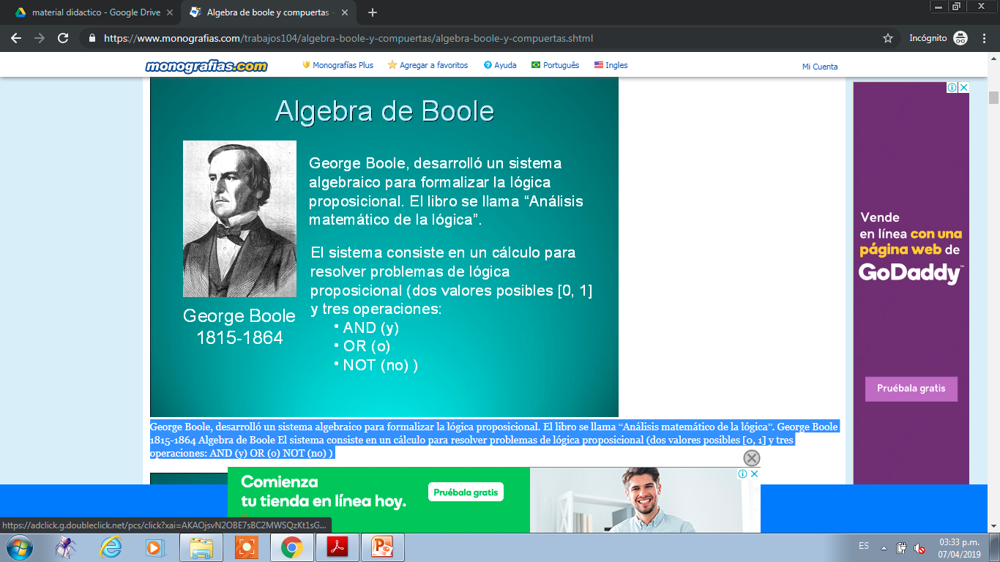 material didactico - Google Drive
Algebra de boole y compuertas -
https://www.monografias.com/trabajos104/algebra-boole-y-compuertas/algebra-boole-y-compuertas.shtml
Incógnito
monografias.com
Monografías Plus
Agregar a favoritos
Ayuda
Português
Ingles
Mi Cuenta
Algebra de Boole
George Boole, desarrolló un sistema
algebraico para formalizar la lógica
proposicional. El libro se llama “Análisis
matemático de la lógica”.
El sistema consiste en un cálculo para
resolver problemas de lógica
proposicional (dos valores posibles [0, 1]
y tres operaciones:
• AND (y)
• OR (o)
• NOT (no) )
George Boole
1815-1864
George Boole, desarrolló un sistema algebraico para formalizar la lógica proposicional. El libro se llama “Análisis matemático de la lógica”. George Boole
1815-1864 Algebra de Boole El sistema consiste en un cálculo para resolver problemas de lógica proposicional (dos valores posibles [0, 1] y tres
operaciones: AND (y) OR (o) NOT (no) )
Vende
en línea con una
página web de
GoDaddy™
Pruébala gratis
Comienza
tu tienda en línea hoy.
Pruébala gratis
https://adclick.g.doubleclick.net/pcs/click?xai=AKAOjsvN2OBE7sBC2MWSQzKt1sG...
ES
03:33 p.m.
07/04/2019